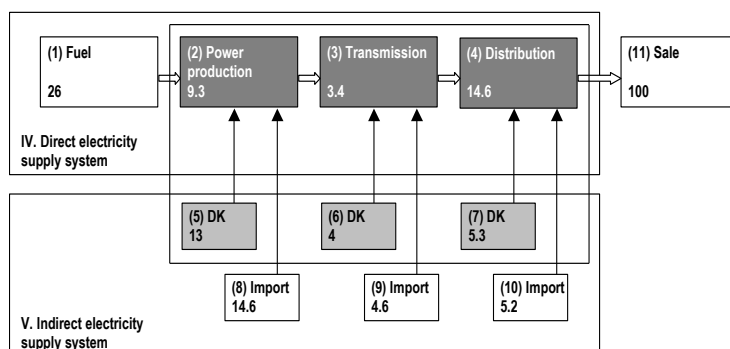 (1) Fuel
26
(2) Power
production
9.3
(3) Transmission
3.4
(4) Distribution
14.6
(11) Sale
100
IV. Direct electricity
supply system
(5) DK
13
(6) DK
4
(7) DK
5.3
(8) Import
14.6
(9) Import
4.6
(10) Import
5.2
V. Indirect electricity
supply system